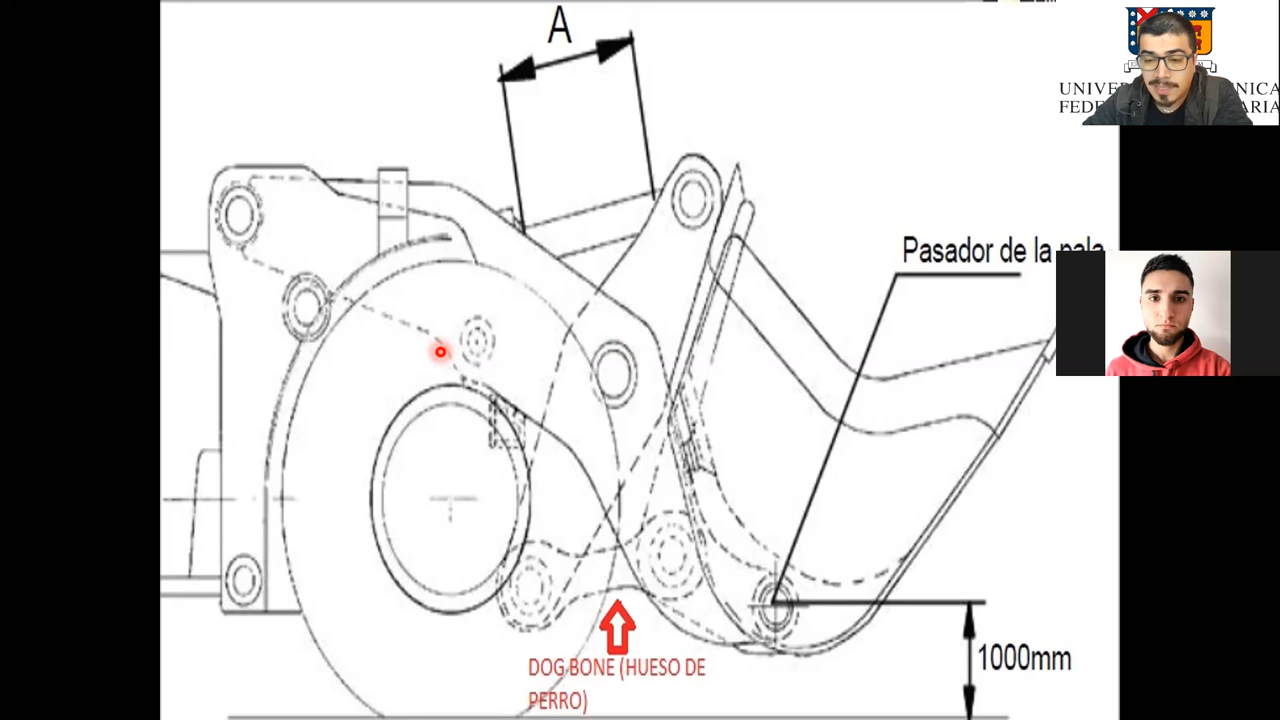 A
Pasador de la pala
DOG BONE (HUESO DE
PERRO)
1000mm